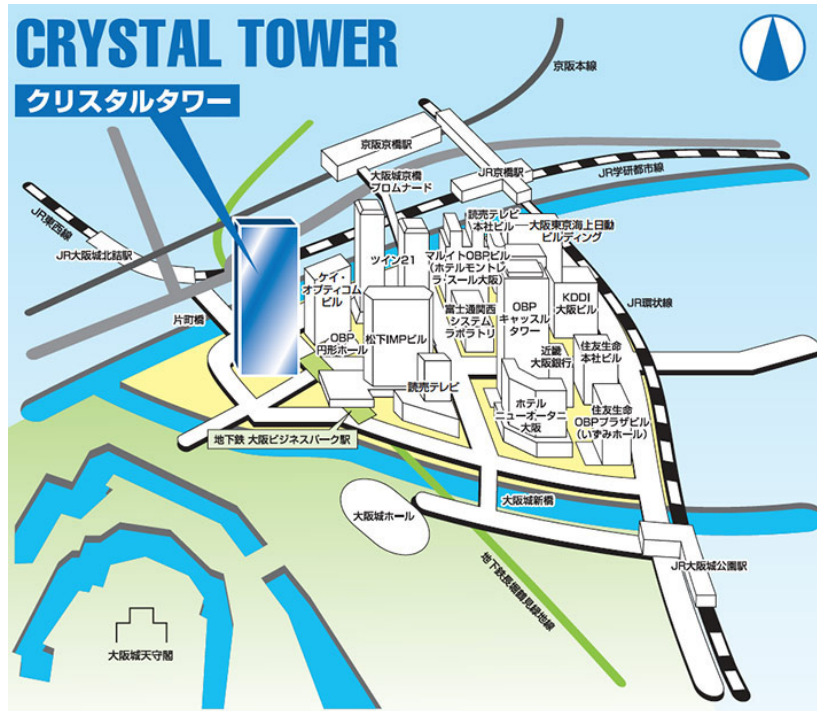 CRYSTAL TOWER
クリスタルタワー
京阪本線
京阪京橋駅
大阪城京橋
プロムナード
JR京橋駅
JR学研都市線
JR東西線
JR大阪城北詰駅
片町橋
ツイン21
読売テレビ
本社ビル
大阪東京海上日動
ビルディング
マルイトOBPビル
(ホテルモントレ
ラ・スール大阪)
ケイ・
オプティコム
ビル
富士通関西
システム
ラボラトリ
OBP
キャッスル
タワー
KDDI
大阪ビル
JR環状線
OBP
円形ホール
松下IMPビル
近畿
大阪銀行
住友生命
本社ビル
読売テレビ
ホテル
ニューオータニ
大阪
住友生命
OBPプラザビル
(いずみホール)
地下鉄 大阪ビジネスパーク駅
大阪城新橋
大阪城ホール
地下鉄長堀鶴見緑地線
JR大阪城公園駅
大阪城天守閣